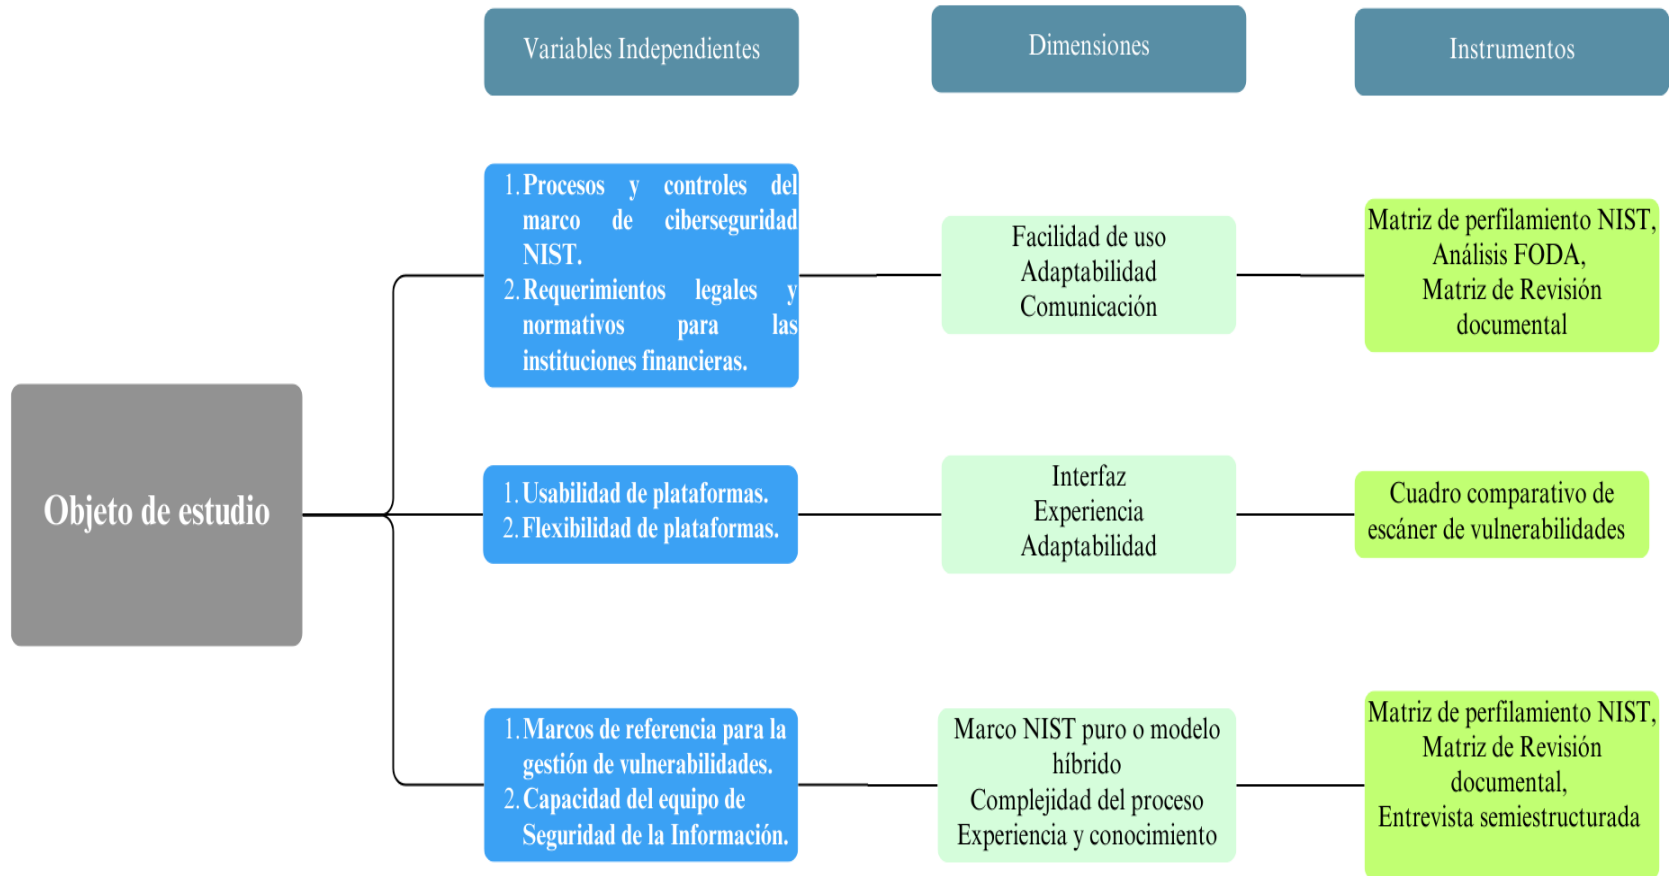 Variables Independientes
Dimensiones
Instrumentos
Objeto de estudio
1. Procesos y controles del
marco de ciberseguridad
NIST.
2. Requerimientos legales y
normativos para las
instituciones financieras.
Facilidad de uso
Adaptabilidad
Comunicación
Matriz de perfilamiento NIST,
Análisis FODA,
Matriz de Revisión
documental
1. Usabilidad de plataformas.
2. Flexibilidad de plataformas.
Interfaz
Experiencia
Adaptabilidad
Cuadro comparativo de
escáner de vulnerabilidades
1. Marcos de referencia para la
gestión de vulnerabilidades.
2. Capacidad del equipo de
Seguridad de la Información.
Marco NIST puro o modelo
híbrido
Complejidad del proceso
Experiencia y conocimiento
Matriz de perfilamiento NIST,
Matriz de Revisión
documental,
Entrevista semiestructurada